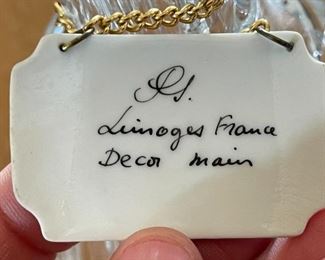 Limoges France
Decor main